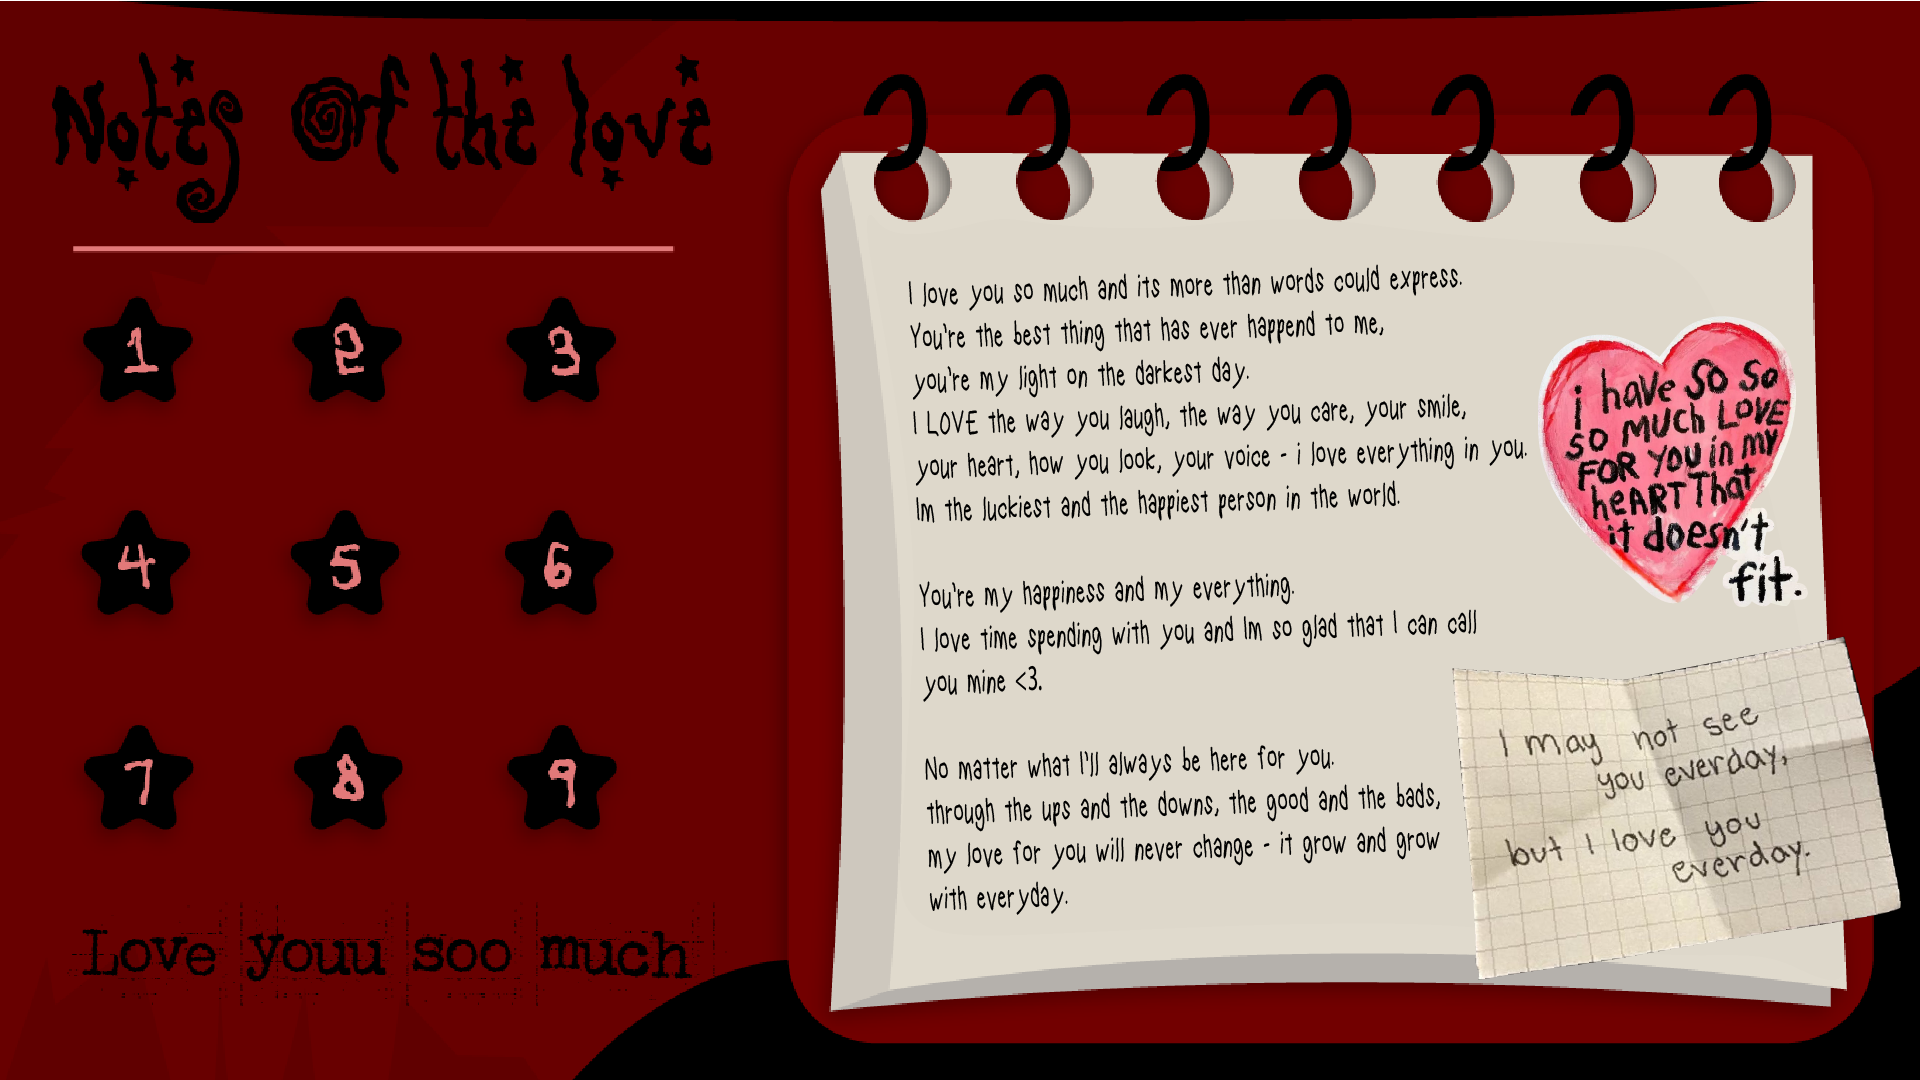 Notes Of the love
1 2 3
4 5 6
7 8 9
Love youu soo much
I love you so much and its more than words could express.
You're the best thing that has ever happend to me,
you're my light on the darkest day.
I LOVE the way you laugh, the way you care, your smile,
your heart, how you look, your voice - i love everything in you.
Im the luckiest and the happiest person in the world.
You're my happiness and my everything.
I love time spending with you and Im so glad that I can call
you mine <3.
No matter what I'll always be here for you.
through the ups and the downs, the good and the bads,
my love for you will never change - it grow and grow
with everyday.
i have so so
so much LOVE
FOR YOU in my
heART That
it doesn't
fit.
I may not see
you everday,
but I love you
everday.